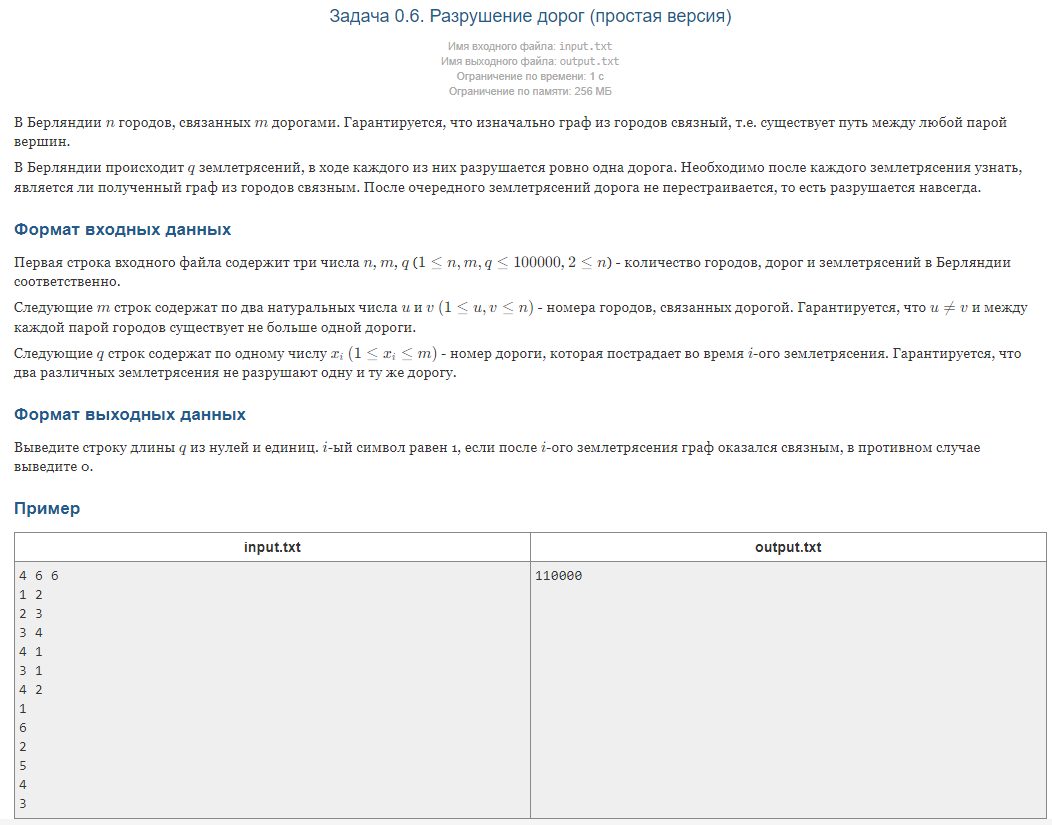 Задача 0.6. Разрушение дорог (простая версия)
Имя входного файла: input.txt
Имя выходного файла: output.txt
Ограничение по времени: 1 с
Ограничение по памяти: 256 МБ
В Берляндии n городов, связанных m дорогами. Гарантируется, что изначально граф из городов связный, т.е. существует путь между любой парой
вершин.
В Берляндии происходит q землетрясений, в ходе каждого из них разрушается ровно одна дорога. Необходимо после каждого землетрясения узнать,
является ли полученный граф из городов связным. После очередного землетрясений дорога не перестраивается, то есть разрушается навсегда.
Формат входных данных
Первая строка входного файла содержит три числа n, m, q (1 ≤ n, m, q ≤ 100000, 2 ≤ n) - количество городов, дорог и землетрясений в Берляндии
соответственно.
Следующие m строк содержат по два натуральных числа u и v (1 ≤ u, v ≤ n) - номера городов, связанных дорогой. Гарантируется, что u ≠ v и между
каждой парой городов существует не больше одной дороги.
Следующие q строк содержат по одному числу xᵢ (1 ≤ xᵢ ≤ m) - номер дороги, которая пострадает во время i-ого землетрясения. Гарантируется, что
два различных землетрясения не разрушают одну и ту же дорогу.
Формат выходных данных
Выведите строку длины q из нулей и единиц. i-ый символ равен 1, если после i-ого землетрясения граф оказался связным, в противном случае
выведите 0.
Пример
input.txt output.txt
4 6 6 110000
1 2
2 3
3 4
4 1
3 1
4 2
1
6
2
5
4
3